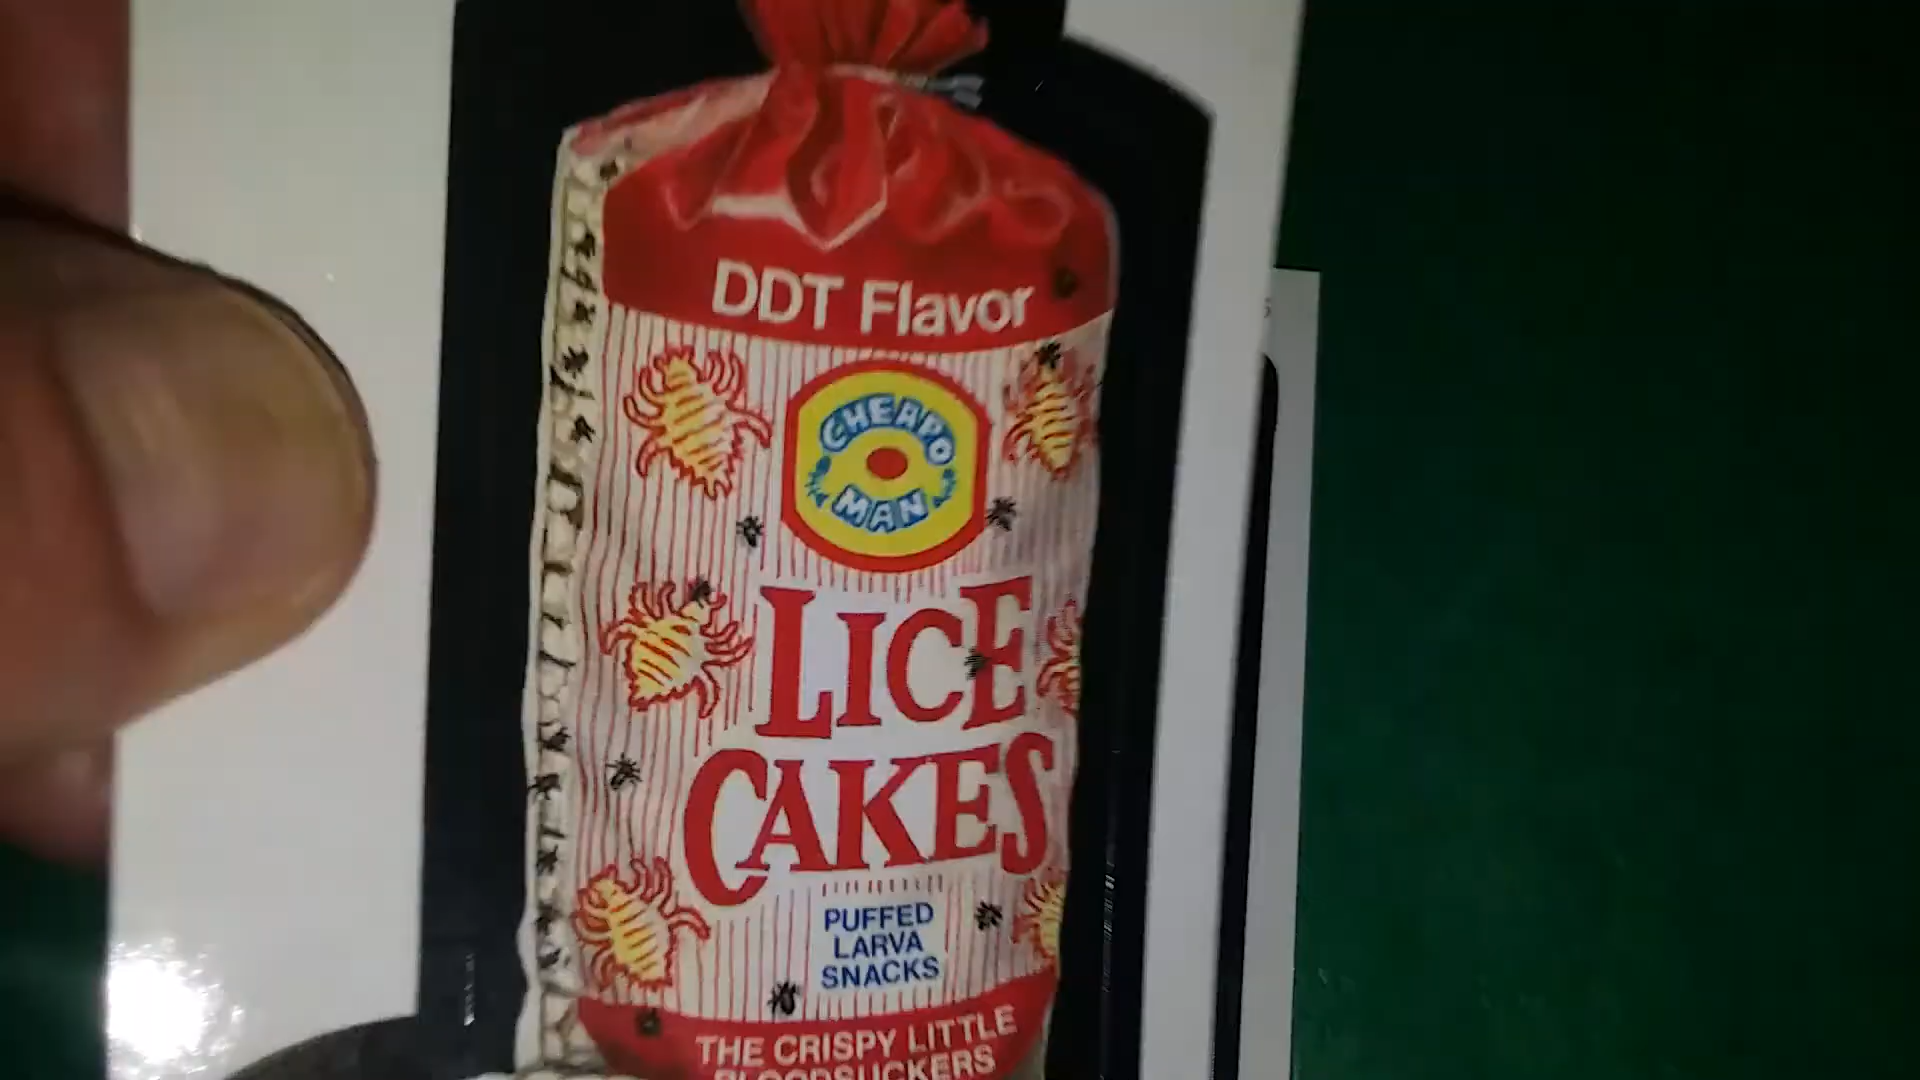 DDT Flavor
CHEAPO
MAN
LICE
CAKES
PUFFED
LARVA
SNACKS
THE CRISPY LITTLE
BLOODSUCKERS